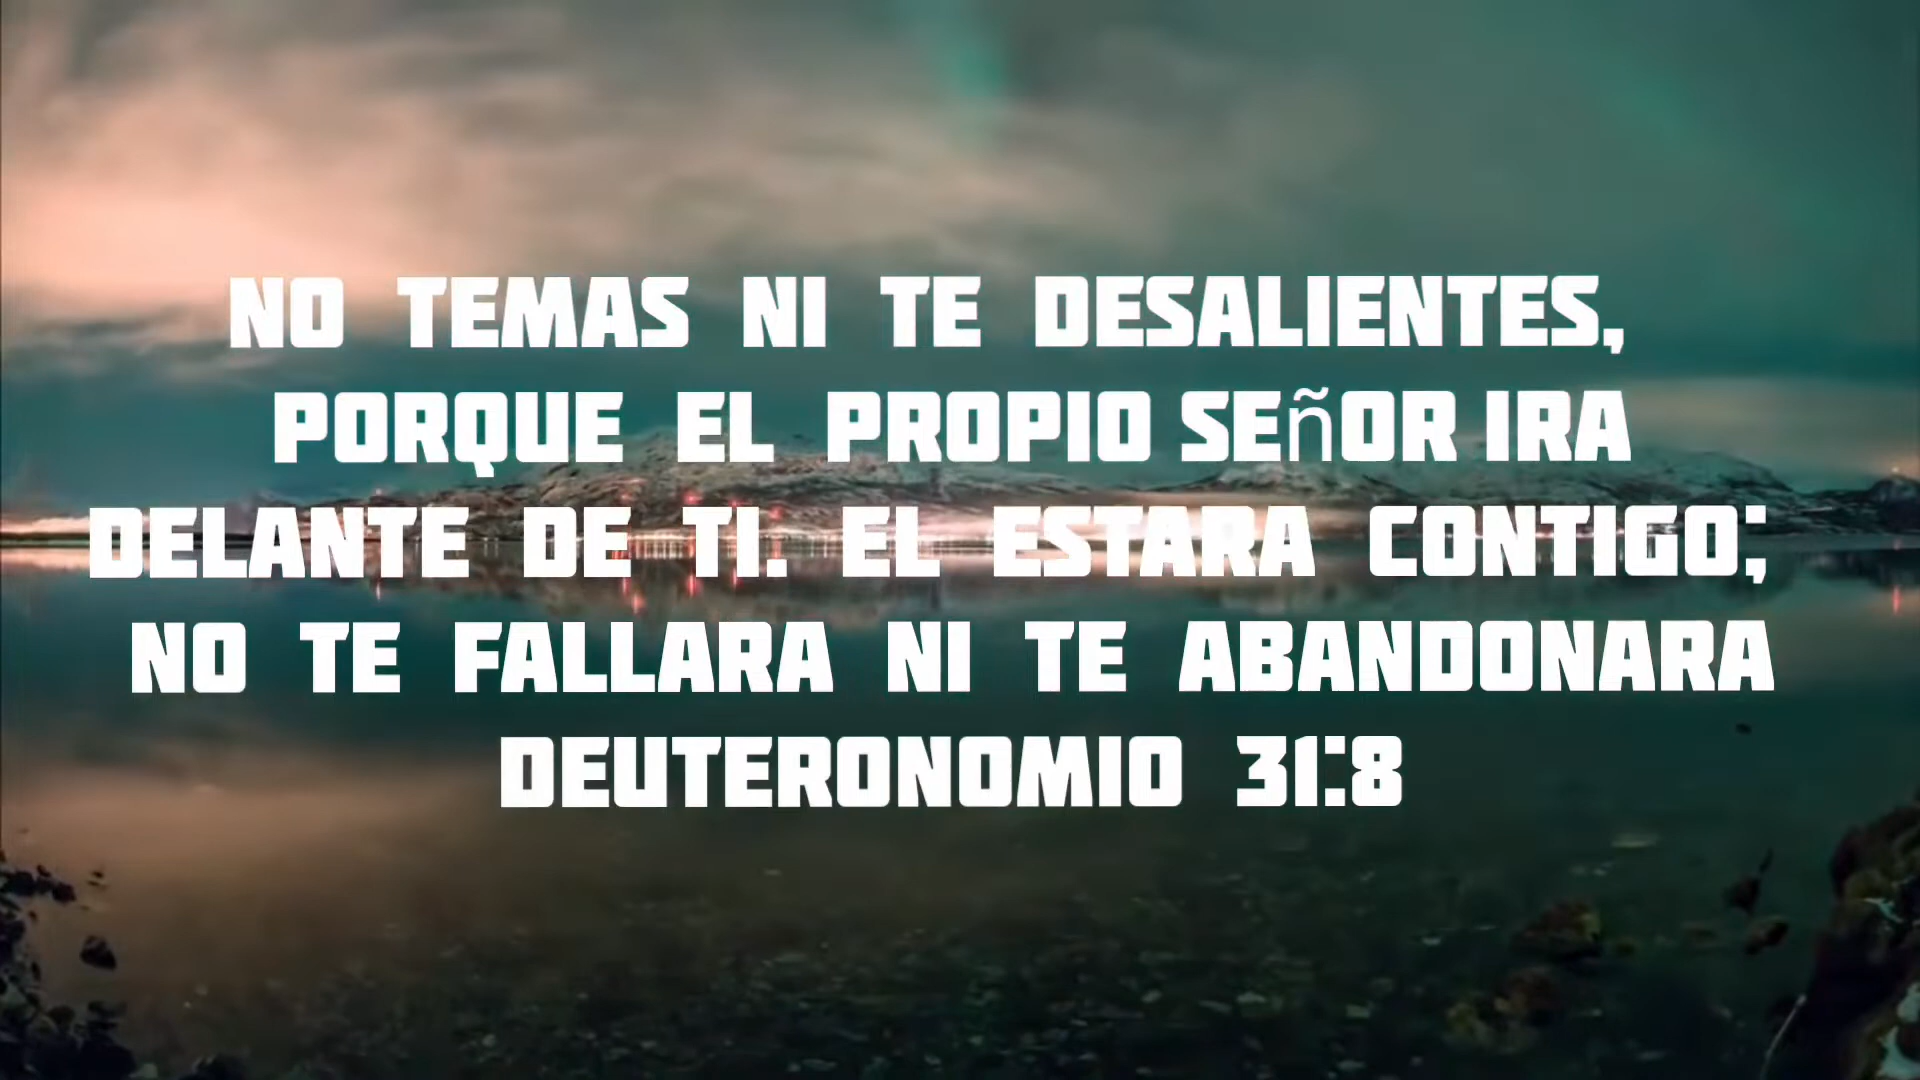 NO TEMAS NI TE DESALIENTES,
PORQUE EL PROPIO SEñOR IRA
DELANTE DE TI. EL ESTARA CONTIGO;
NO TE FALLARA NI TE ABANDONARA
DEUTERONOMIO 31:8